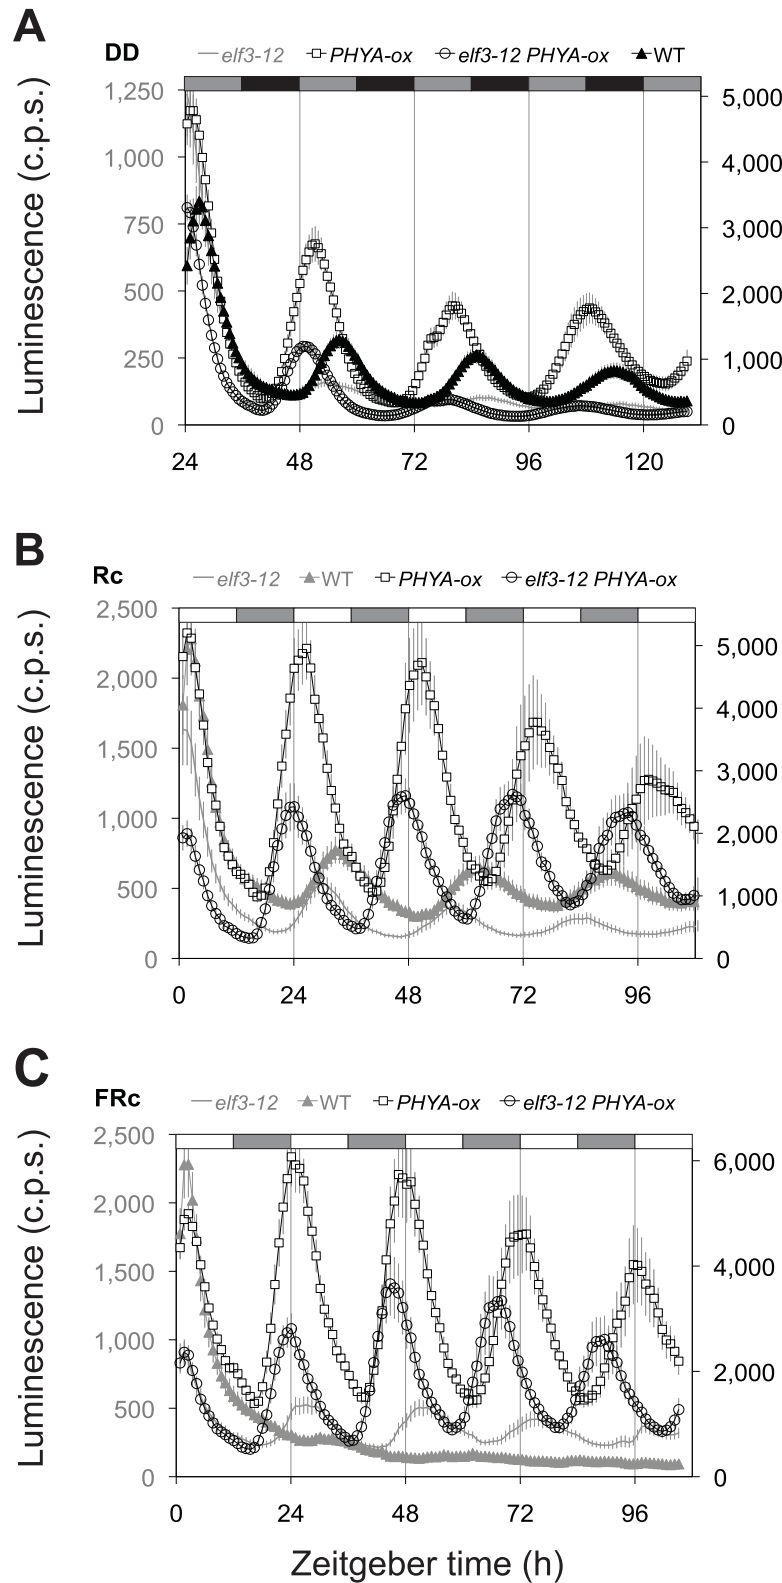 A
DD
elf3-12 PHYA-ox elf3-12 PHYA-ox WT
Luminescence (c.p.s.)
1,250
1,000
750
500
250
0
5,000
4,000
3,000
2,000
1,000
0
24 48 72 96 120
B
Rc
elf3-12 WT PHYA-ox elf3-12 PHYA-ox
Luminescence (c.p.s.)
2,500
2,000
1,500
1,000
500
0
5,000
4,000
3,000
2,000
1,000
0
0 24 48 72 96
C
FRc
elf3-12 WT PHYA-ox elf3-12 PHYA-ox
Luminescence (c.p.s.)
2,500
2,000
1,500
1,000
500
0
6,000
4,000
2,000
0
0 24 48 72 96
Zeitgeber time (h)